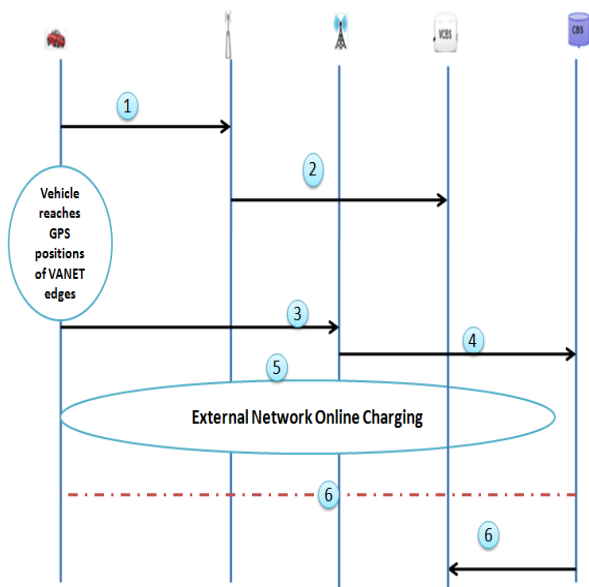 VCBS
CBS
1
2
Vehicle
reaches
GPS
positions
of VANET
edges
3
4
5
External Network Online Charging
6
6